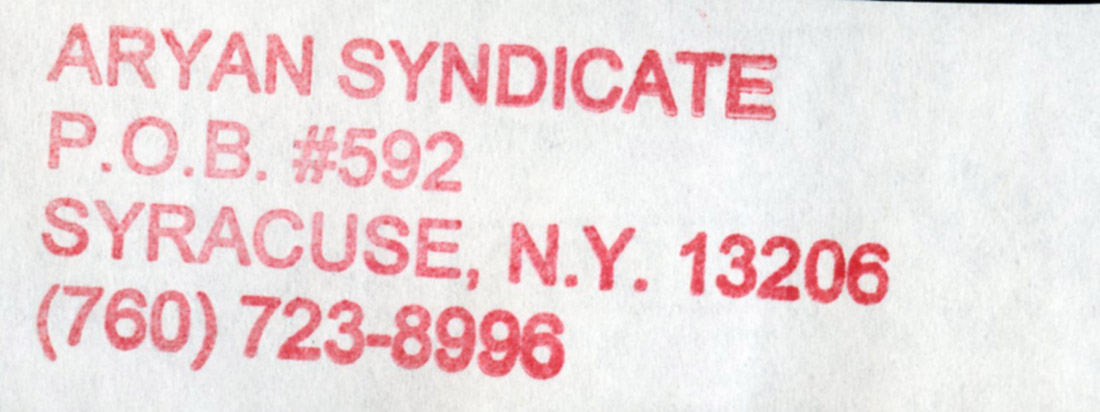 ARYAN SYNDICATE
P.O.B. #592
SYRACUSE, N.Y. 13206
(760) 723-8996